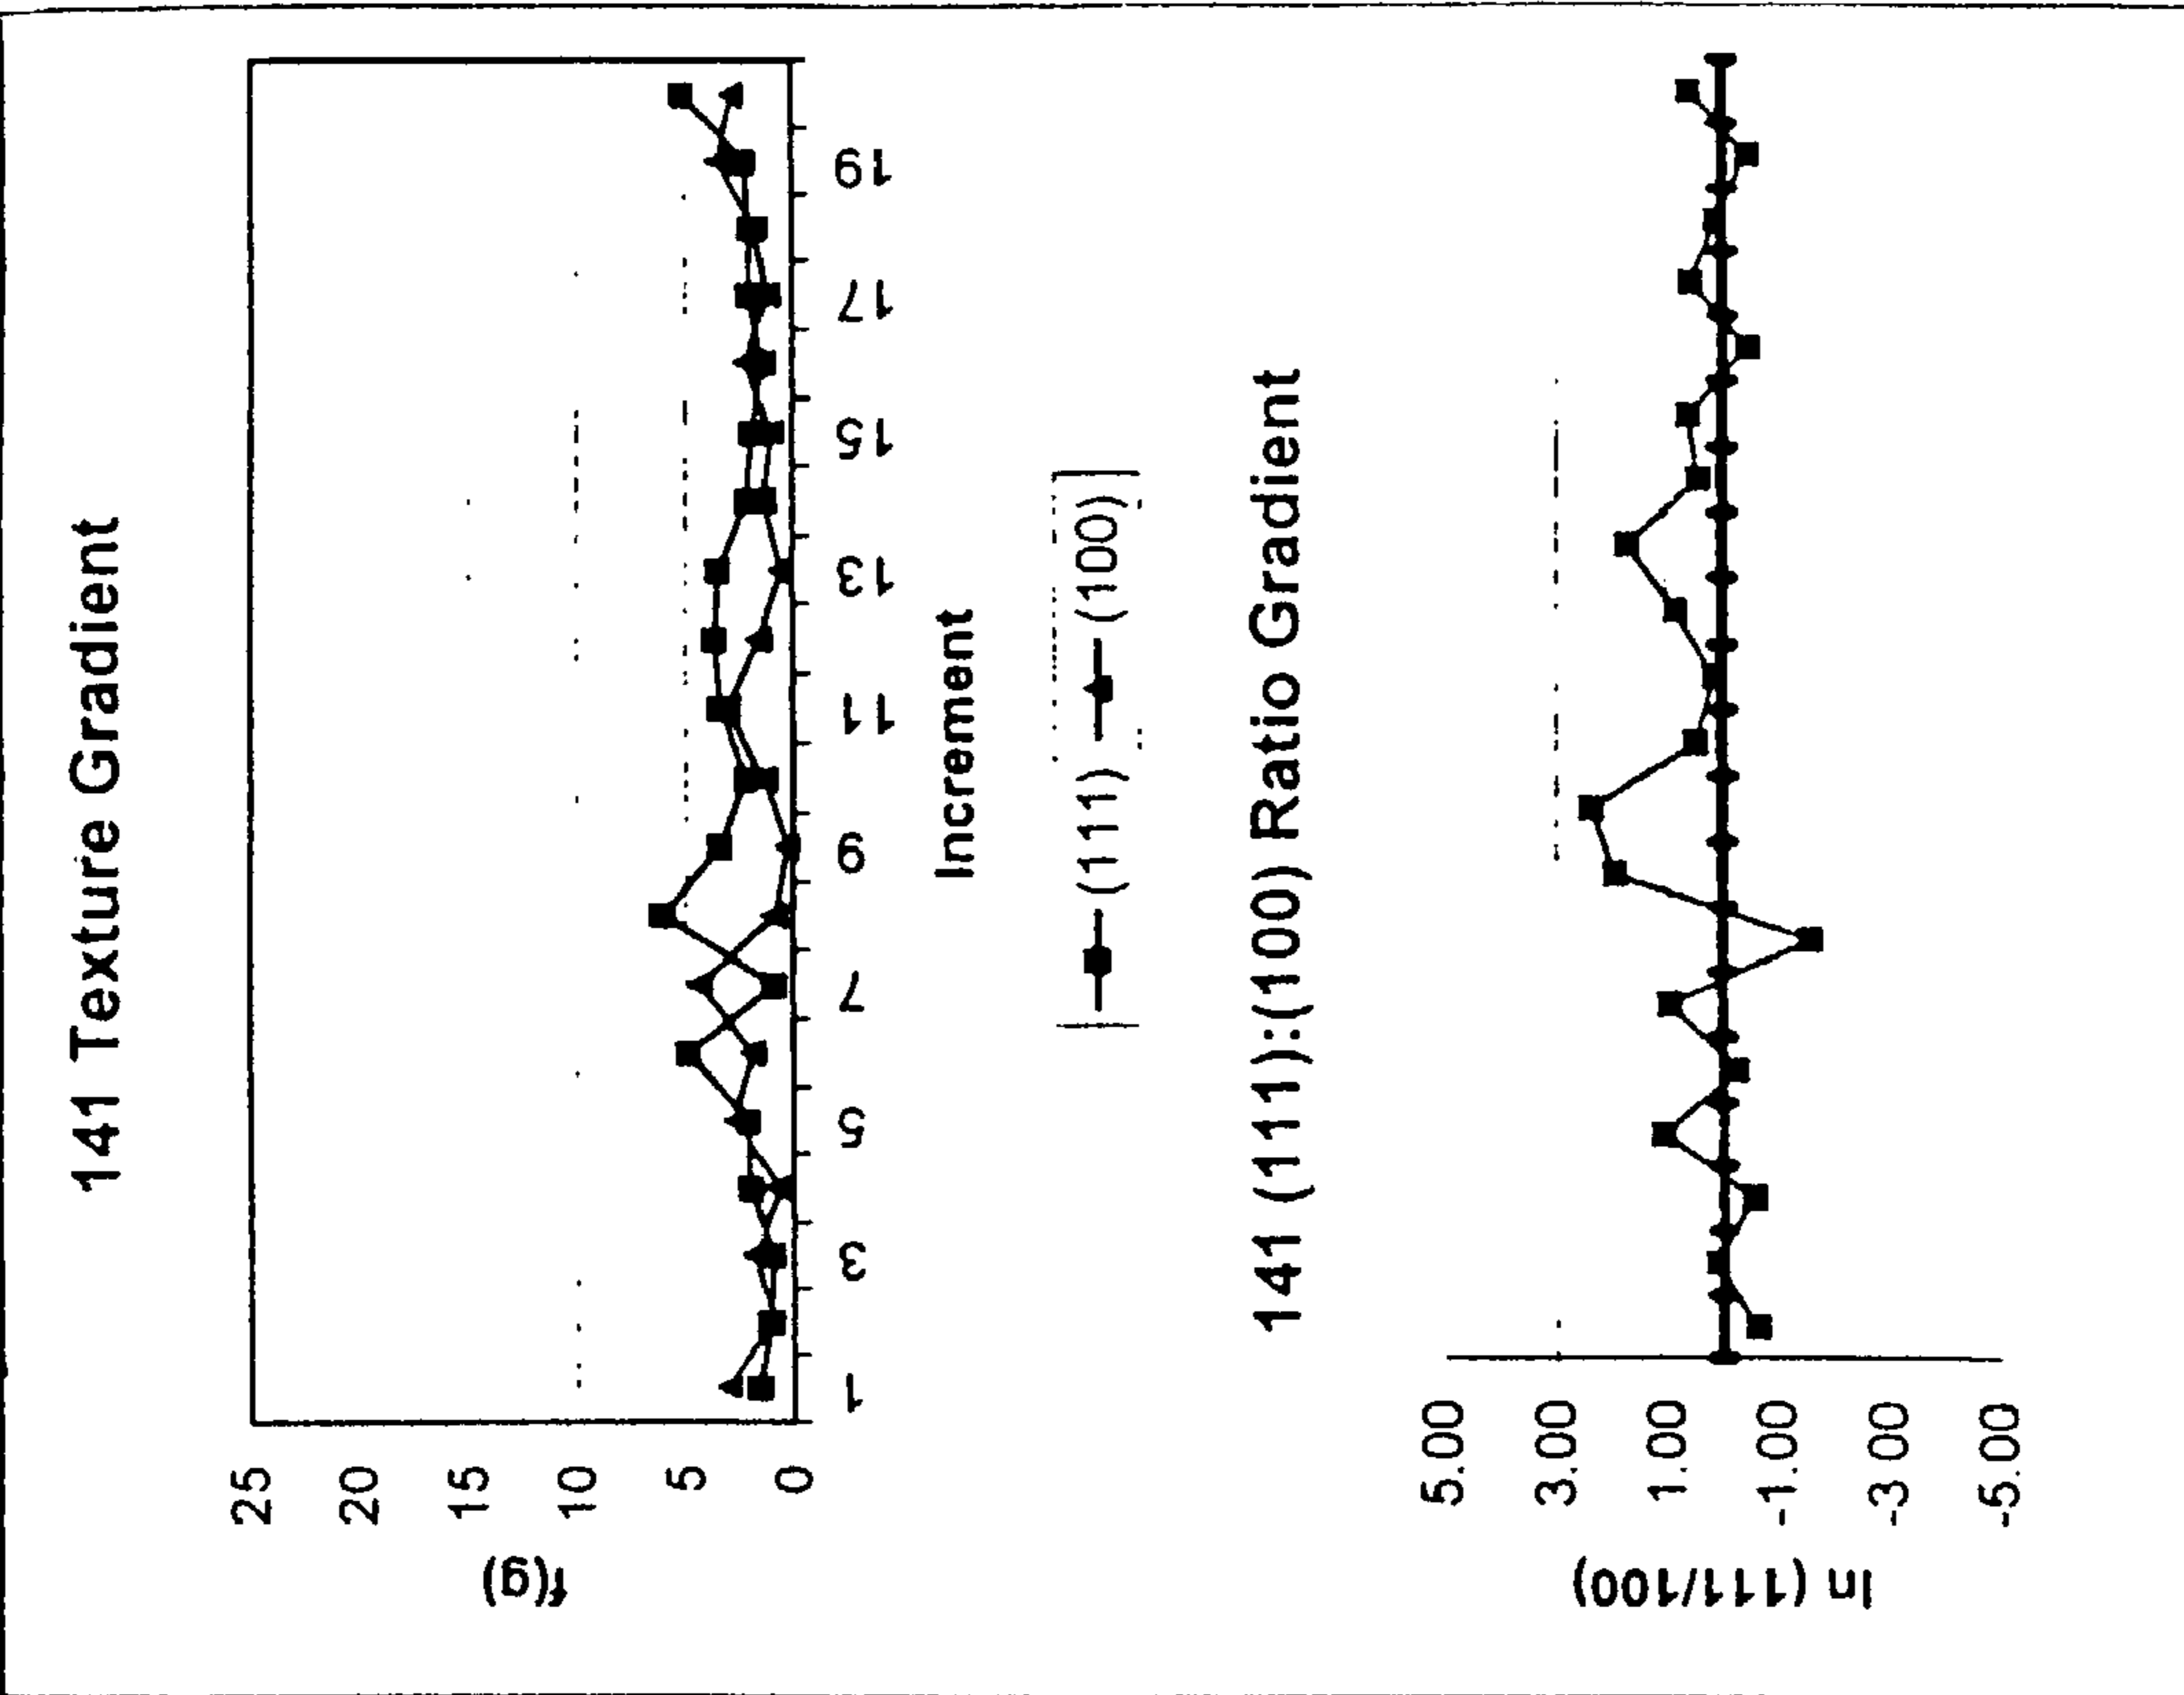 141 Texture Gradient
25
20
15
10
5
0
f(g)
1 3 5 7 9 11 13 15 17 19
Increment
(111) (100)
141 (111):(100) Ratio Gradient
5.00
3.00
1.00
-1.00
-3.00
-5.00
ln (111/100)